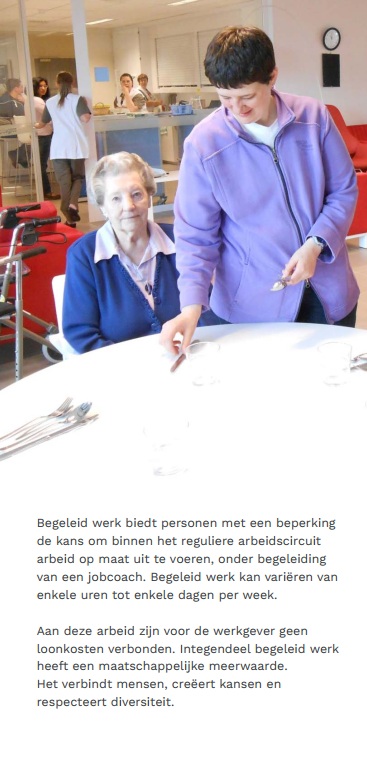 Begeleid werk biedt personen met een beperking
de kans om binnen het reguliere arbeidscircuit
arbeid op maat uit te voeren, onder begeleiding
van een jobcoach. Begeleid werk kan variëren van
enkele uren tot enkele dagen per week.
Aan deze arbeid zijn voor de werkgever geen
loonkosten verbonden. Integendeel begeleid werk
heeft een maatschappelijke meerwaarde.
Het verbindt mensen, creëert kansen en
respecteert diversiteit.